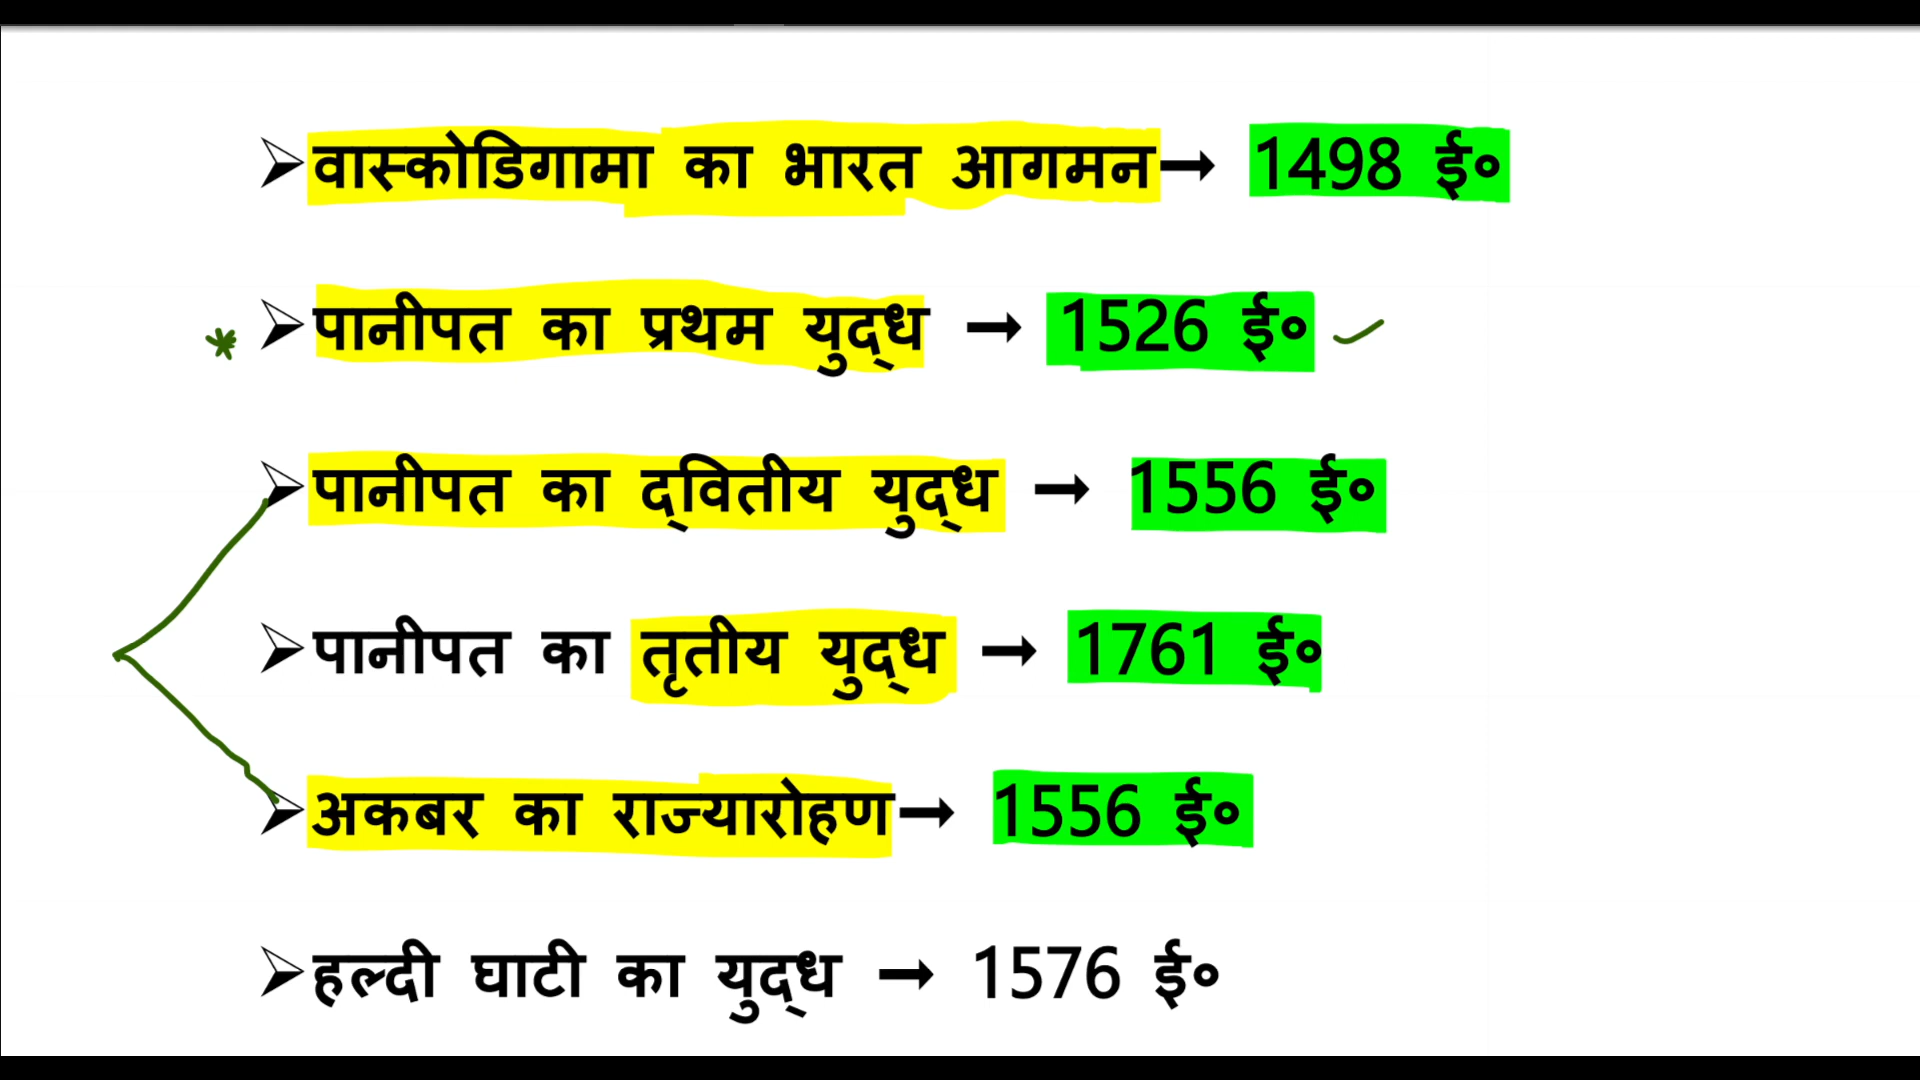 ➢वास्कोडिगामा का भारत आगमन→ 1498 ई०
* ➢पानीपत का प्रथम युद्ध → 1526 ई० ✓
➢पानीपत का द्वितीय युद्ध → 1556 ई०
➢पानीपत का तृतीय युद्ध → 1761 ई०
➢अकबर का राज्यारोहण→ 1556 ई०
➢हल्दी घाटी का युद्ध → 1576 ई०